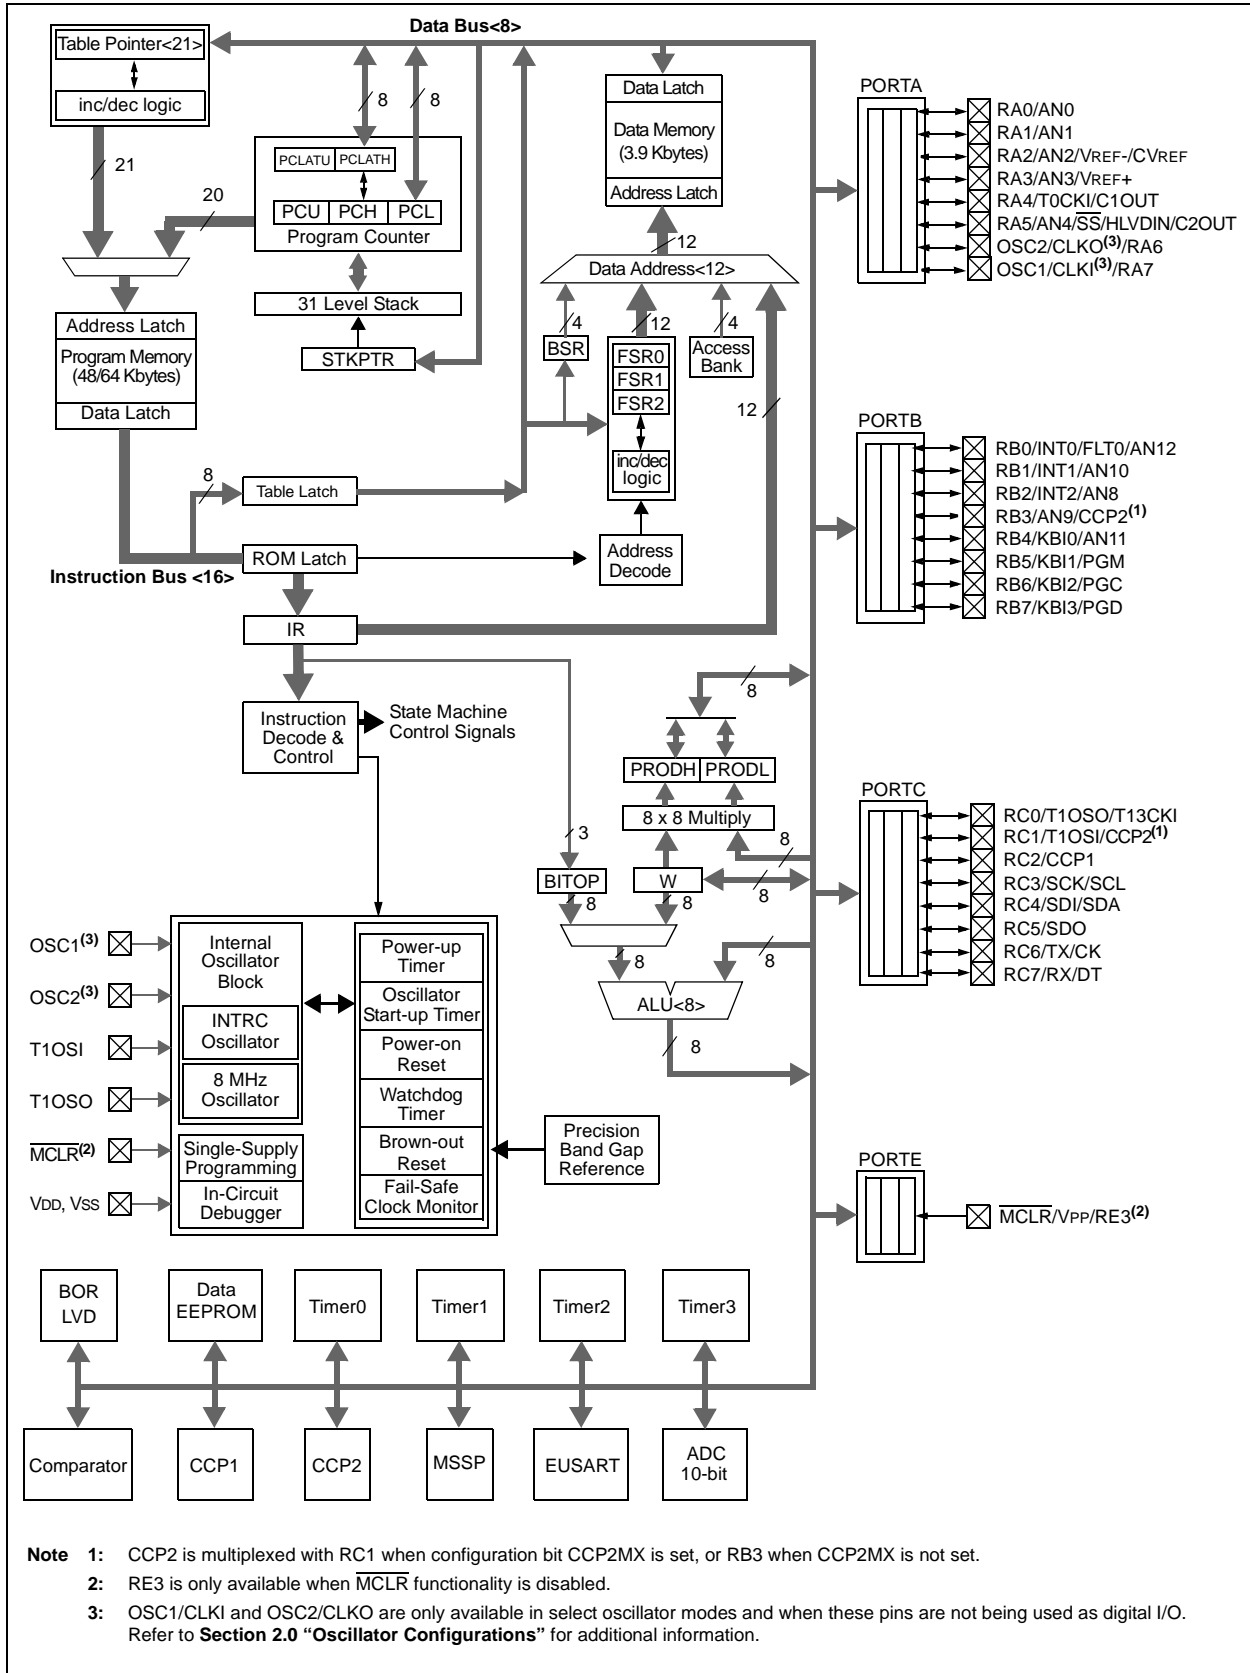 Data Bus<8>
Table Pointer<21>
inc/dec logic
21
20
8
8
PCLATU
PCLATH
PCU
PCH
PCL
Program Counter
31 Level Stack
STKPTR
Address Latch
Program Memory
(48/64 Kbytes)
Data Latch
8
Table Latch
ROM Latch
Instruction Bus <16>
IR
Data Latch
Data Memory
(3.9 Kbytes)
Address Latch
12
Data Address<12>
4
12
4
BSR
FSR0
FSR1
FSR2
inc/dec
logic
Access
Bank
12
Address
Decode
Instruction
Decode &
Control
State Machine
Control Signals
8
PRODH
PRODL
8 x 8 Multiply
3
8
BITOP
W
8
8
8
8
8
ALU<8>
8
OSC1(3)
OSC2(3)
T1OSI
T1OSO
MCLR(2)
VDD, VSS
Internal
Oscillator
Block
INTRC
Oscillator
8 MHz
Oscillator
Single-Supply
Programming
In-Circuit
Debugger
Power-up
Timer
Oscillator
Start-up Timer
Power-on
Reset
Watchdog
Timer
Brown-out
Reset
Fail-Safe
Clock Monitor
Precision
Band Gap
Reference
PORTA
RA0/AN0
RA1/AN1
RA2/AN2/VREF-/CVREF
RA3/AN3/VREF+
RA4/T0CKI/C1OUT
RA5/AN4/SS/HLVDIN/C2OUT
OSC2/CLKO(3)/RA6
OSC1/CLKI(3)/RA7
PORTB
RB0/INT0/FLT0/AN12
RB1/INT1/AN10
RB2/INT2/AN8
RB3/AN9/CCP2(1)
RB4/KBI0/AN11
RB5/KBI1/PGM
RB6/KBI2/PGC
RB7/KBI3/PGD
PORTC
RC0/T1OSO/T13CKI
RC1/T1OSI/CCP2(1)
RC2/CCP1
RC3/SCK/SCL
RC4/SDI/SDA
RC5/SDO
RC6/TX/CK
RC7/RX/DT
PORTE
MCLR/VPP/RE3(2)
BOR
LVD
Data
EEPROM
Timer0
Timer1
Timer2
Timer3
Comparator
CCP1
CCP2
MSSP
EUSART
ADC
10-bit
Note 1: CCP2 is multiplexed with RC1 when configuration bit CCP2MX is set, or RB3 when CCP2MX is not set.
2: RE3 is only available when MCLR functionality is disabled.
3: OSC1/CLKI and OSC2/CLKO are only available in select oscillator modes and when these pins are not being used as digital I/O.
Refer to Section 2.0 “Oscillator Configurations” for additional information.